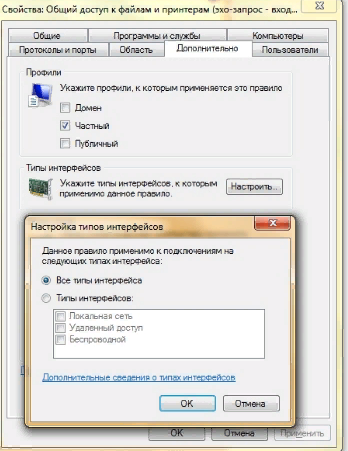 Свойства: Общий доступ к файлам и принтерам (эхо-запрос - вход...
Общие Программы и службы Компьютеры
Протоколы и порты Область Дополнительно Пользователи
Профили
Укажите профили, к которым применяется это правило
Домен
Частный
Публичный
Типы интерфейсов
Укажите типы интерфейсов, к которым
применимо данное правило.
Настроить...
Настройка типов интерфейсов
Данное правило применимо к подключениям на
следующих типах интерфейса:
Все типы интерфейса
Типы интерфейсов:
Локальная сеть
Удаленный доступ
Беспроводной
Дополнительные сведения о типах интерфейсов
ОК Отмена
ОК Отмена Применить